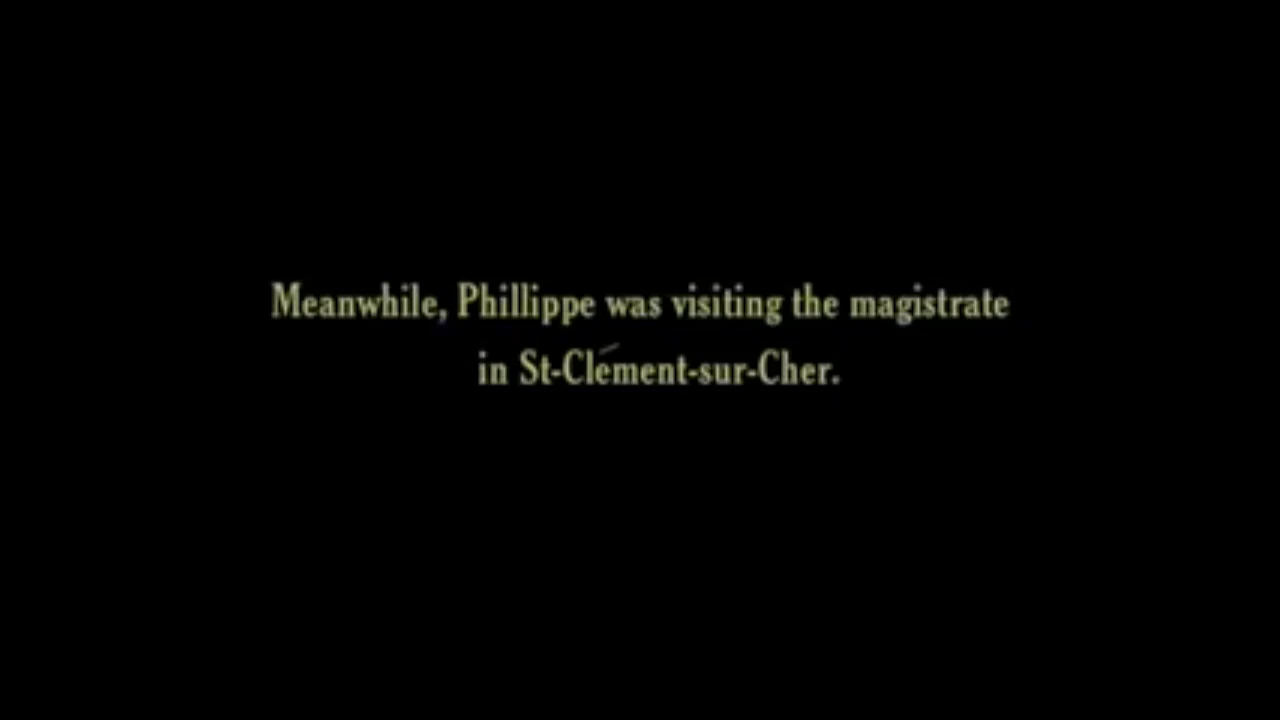 Meanwhile, Phillippe was visiting the magistrate
in St-Clément-sur-Cher.